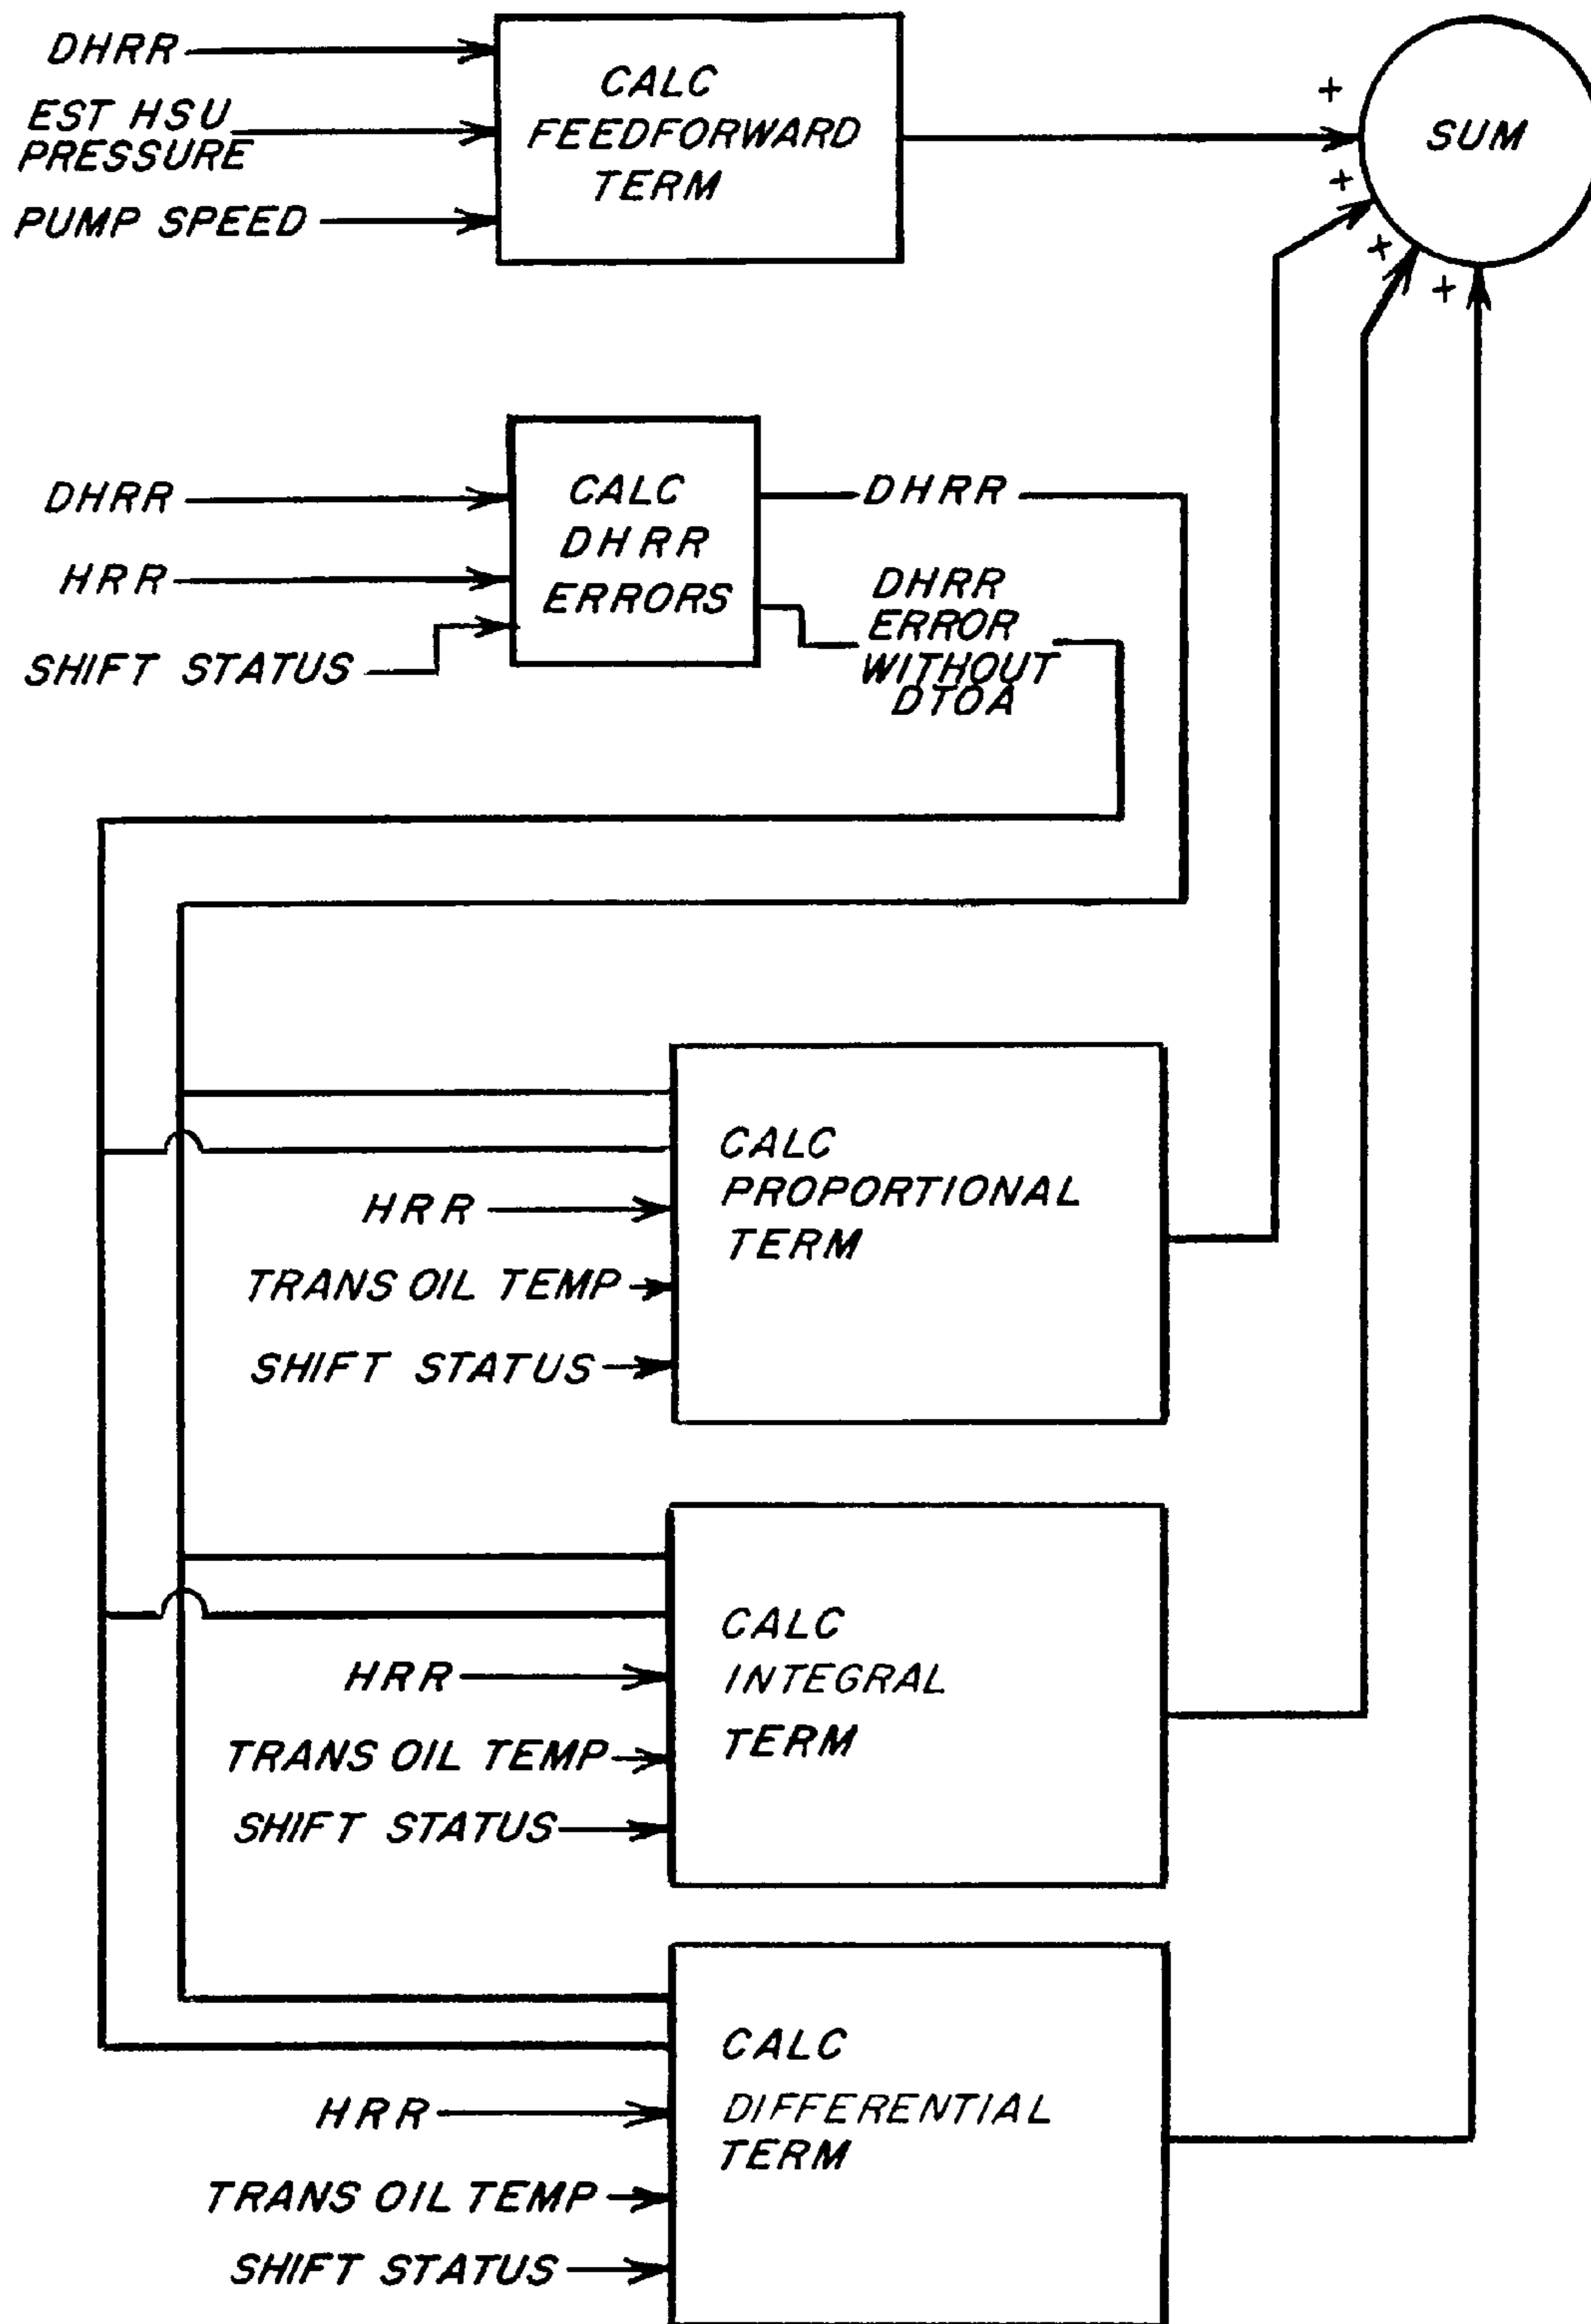 DHRR
EST HSU
PRESSURE
PUMP SPEED
CALC
FEEDFORWARD
TERM
+
+
+
+
SUM
DHRR
HRR
SHIFT STATUS
CALC
DHRR
ERRORS
DHRR
DHRR
ERROR
WITHOUT
DTOA
CALC
PROPORTIONAL
TERM
HRR
TRANS OIL TEMP
SHIFT STATUS
CALC
INTEGRAL
TERM
HRR
TRANS OIL TEMP
SHIFT STATUS
CALC
DIFFERENTIAL
TERM
HRR
TRANS OIL TEMP
SHIFT STATUS